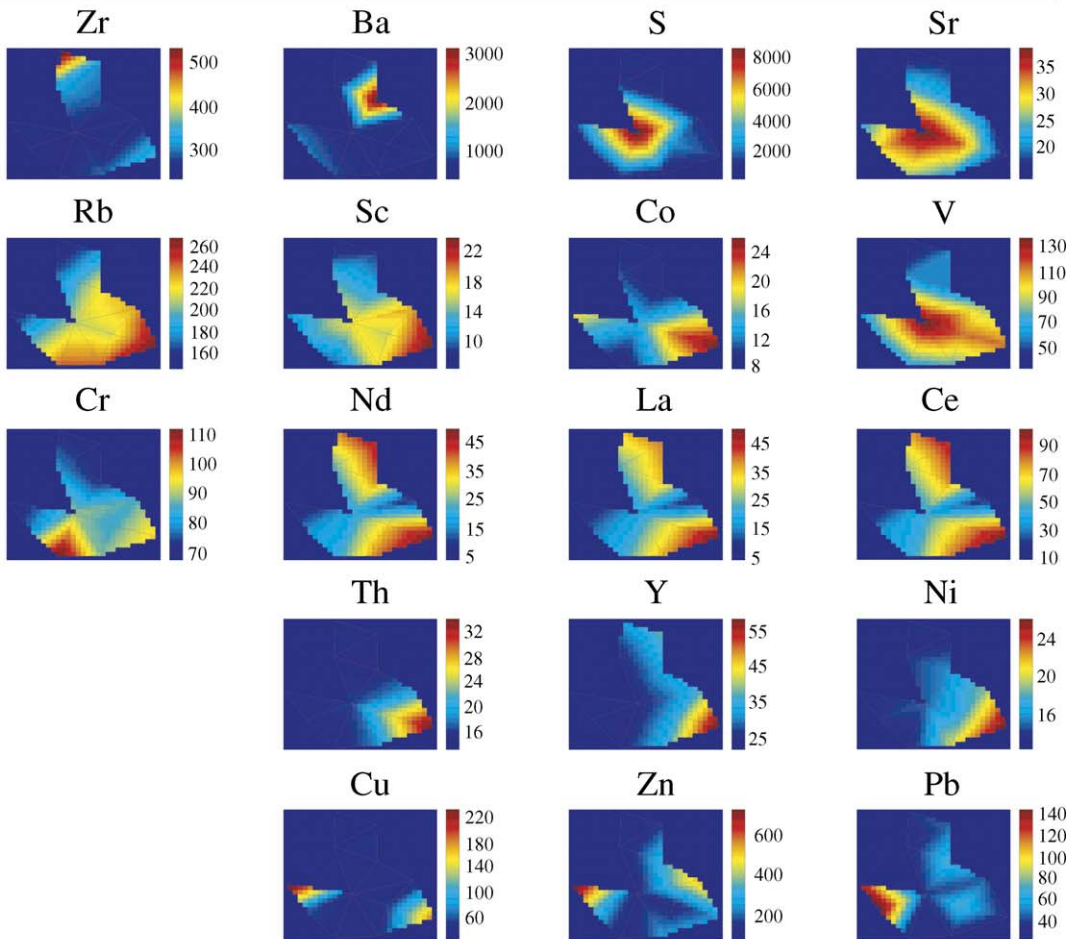 Zr Ba S Sr
500 400 300
3000 2000 1000
8000 6000 4000 2000
35 30 25 20
Rb Sc Co V
260 240 220 200 180 160
22 18 14 10
24 20 16 12 8
130 110 90 70 50
Cr Nd La Ce
110 100 90 80 70
45 35 25 15 5
45 35 25 15 5
90 70 50 30 10
Th Y Ni
32 28 24 20 16
55 45 35 25
24 20 16
Cu Zn Pb
220 180 140 100 60
600 400 200
140 120 100 80 60 40